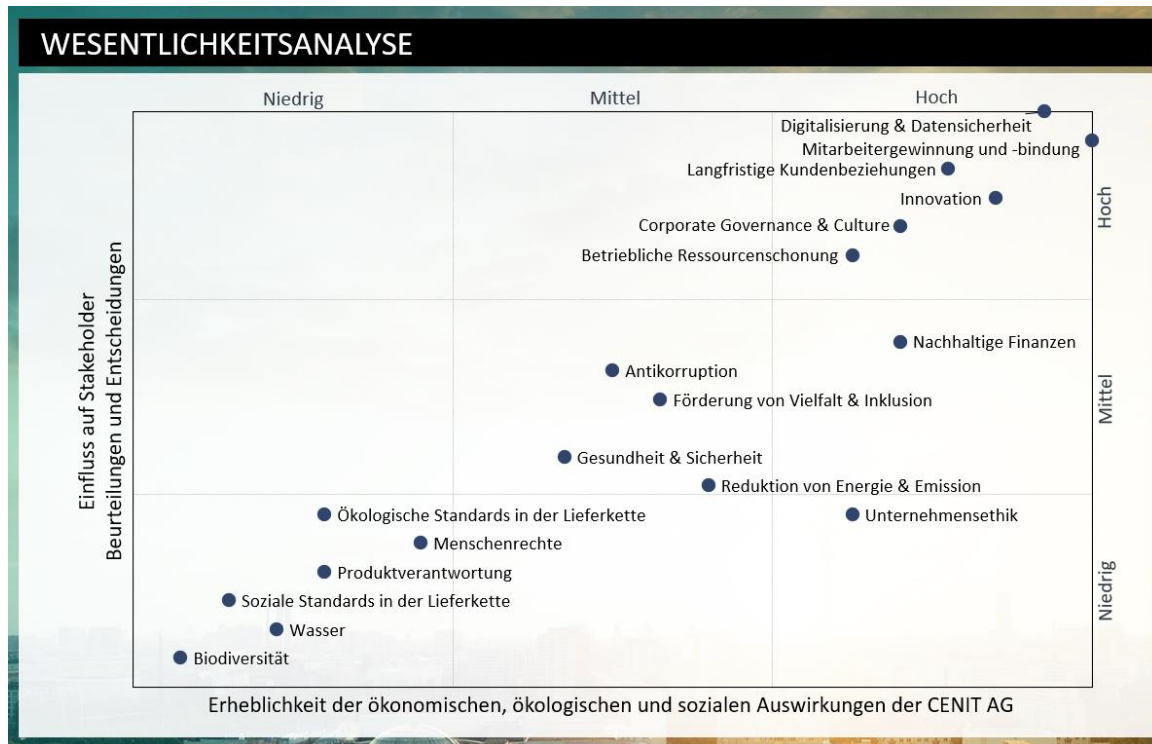 WESENTLICHKEITSANALYSE
Niedrig
Mittel
Hoch
Digitalisierung & Datensicherheit
Mitarbeitergewinnung und -bindung
Langfristige Kundenbeziehungen
Innovation
Hoch
Corporate Governance & Culture
Betriebliche Ressourcenschonung
Einfluss auf Stakeholder
Beurteilungen und Entscheidungen
Nachhaltige Finanzen
Antikorruption
Mittel
Förderung von Vielfalt & Inklusion
Gesundheit & Sicherheit
Reduktion von Energie & Emission
Ökologische Standards in der Lieferkette
Unternehmensethik
Menschenrechte
Produktverantwortung
Niedrig
Soziale Standards in der Lieferkette
Wasser
Biodiversität
Erheblichkeit der ökonomischen, ökologischen und sozialen Auswirkungen der CENIT AG